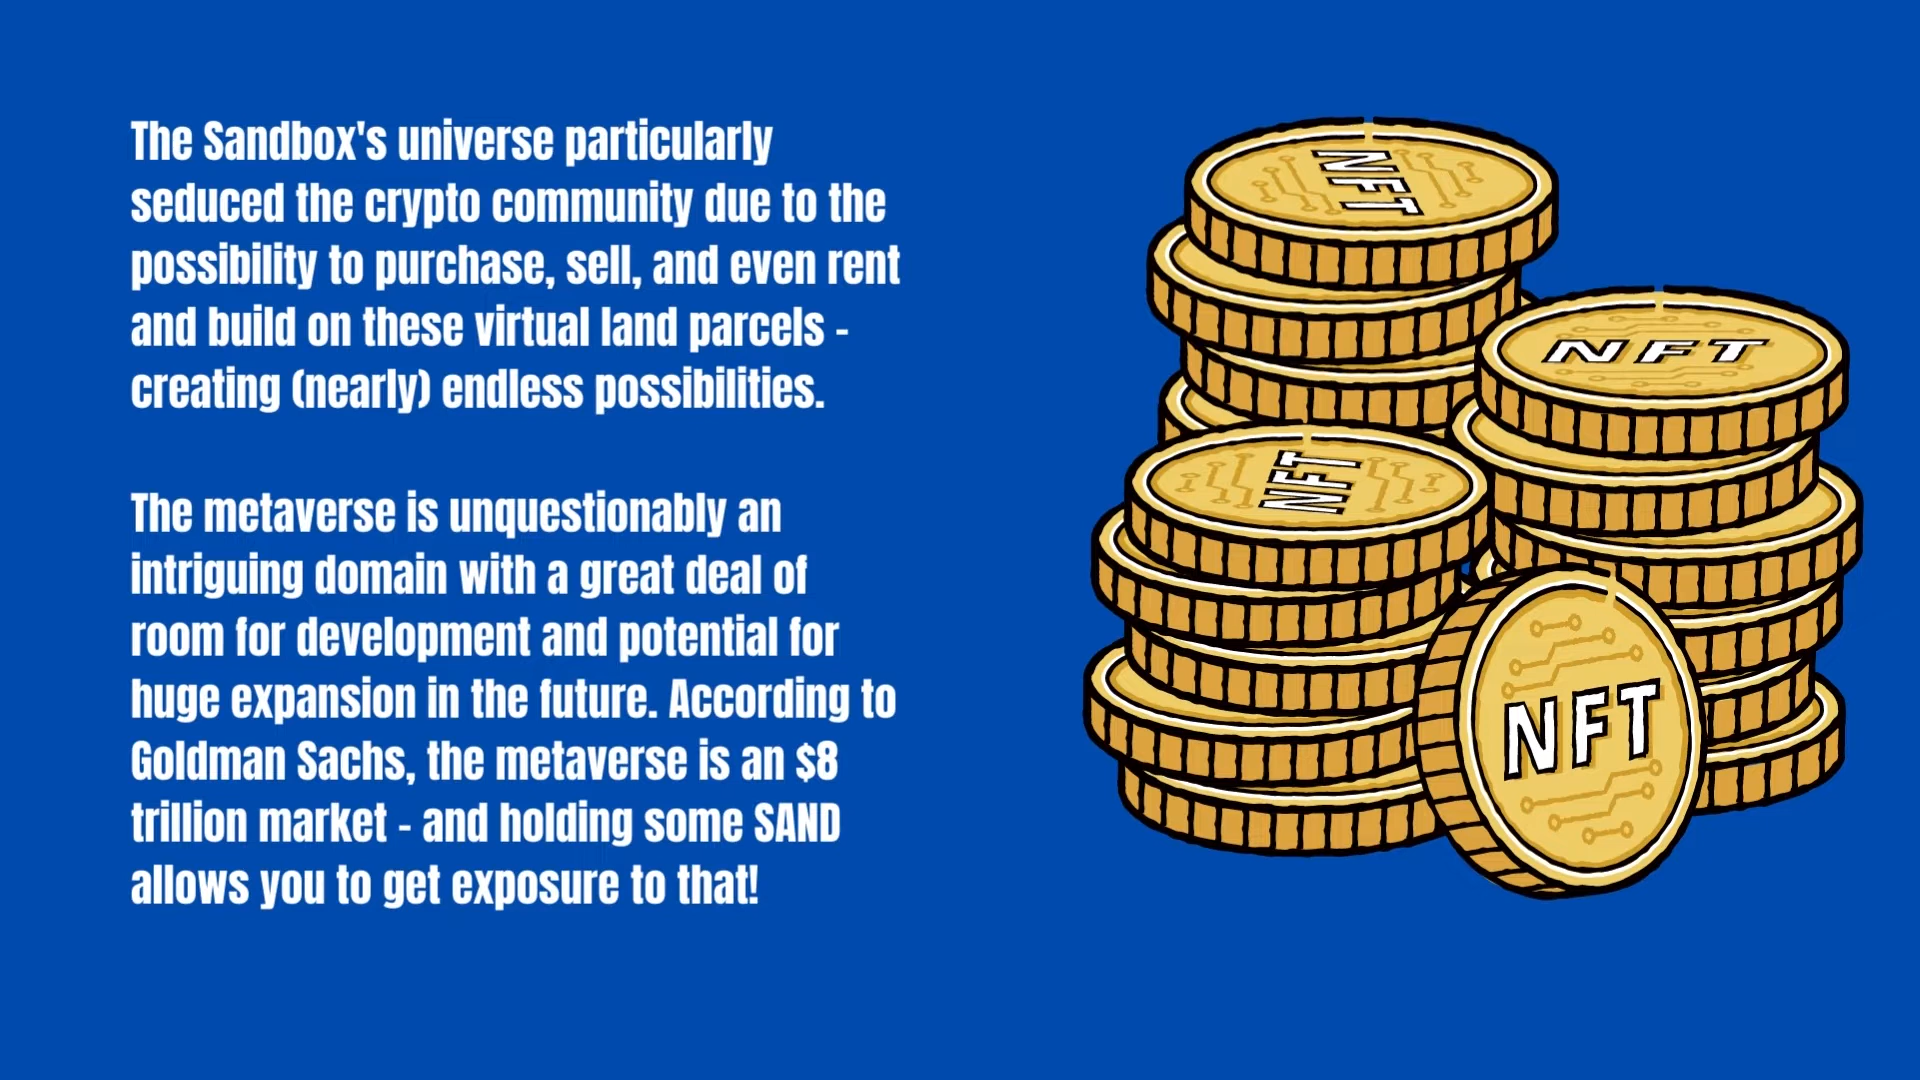 The Sandbox's universe particularly
seduced the crypto community due to the
possibility to purchase, sell, and even rent
and build on these virtual land parcels -
creating (nearly) endless possibilities.
The metaverse is unquestionably an
intriguing domain with a great deal of
room for development and potential for
huge expansion in the future. According to
Goldman Sachs, the metaverse is an $8
trillion market - and holding some SAND
allows you to get exposure to that!
NFT
NFT
NFT
NFT